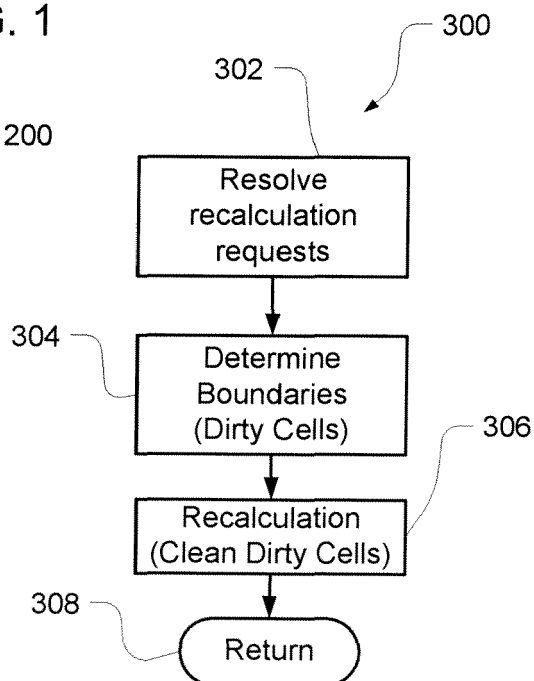 G. 1
300
302
200
Resolve
recalculation
requests
304
Determine
Boundaries
(Dirty Cells)
306
Recalculation
(Clean Dirty Cells)
308
Return